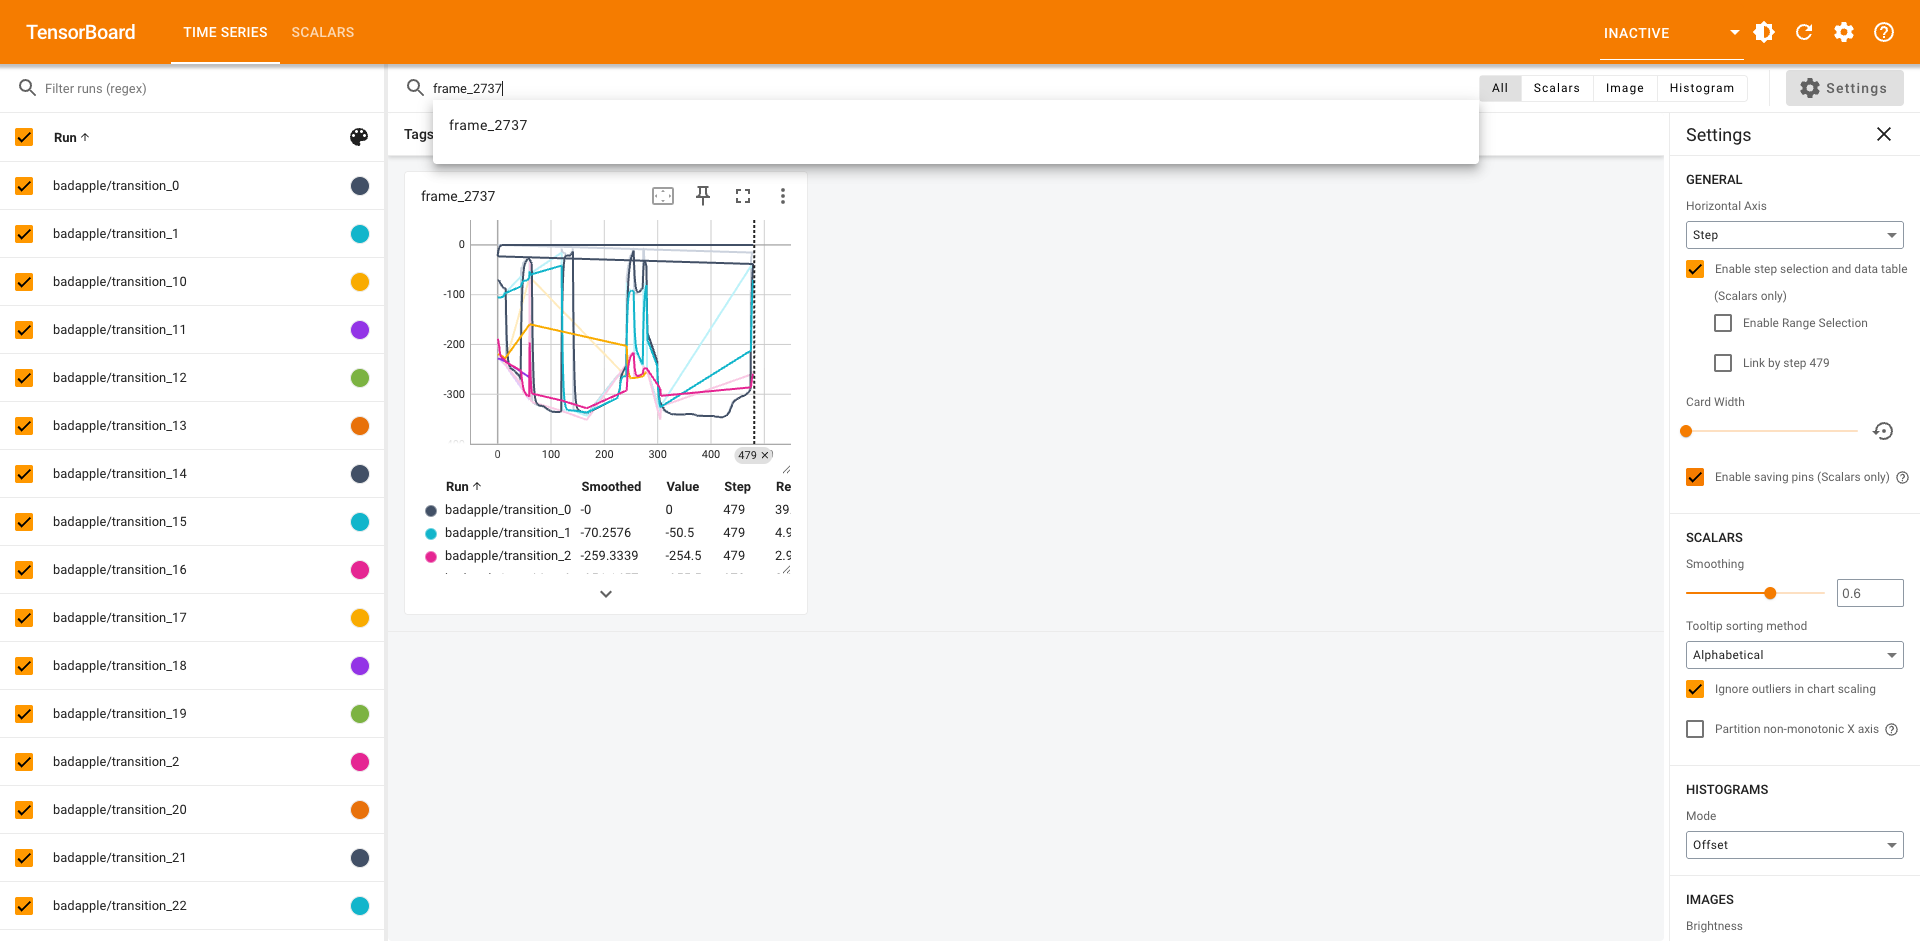 TensorBoard TIME SERIES SCALARS INACTIVE
Filter runs (regex)
Run
badapple/transition_0
badapple/transition_1
badapple/transition_10
badapple/transition_11
badapple/transition_12
badapple/transition_13
badapple/transition_14
badapple/transition_15
badapple/transition_16
badapple/transition_17
badapple/transition_18
badapple/transition_19
badapple/transition_2
badapple/transition_20
badapple/transition_21
badapple/transition_22
frame_2737
All Scalars Image Histogram
Settings
frame_2737
Tags
frame_2737
0
-100
-200
-300
0 100 200 300 400 479
Run Smoothed Value Step Re
badapple/transition_0 -0 0 479 39.
badapple/transition_1 -70.2576 -50.5 479 4.9
badapple/transition_2 -259.3339 -254.5 479 2.9
Settings
GENERAL
Horizontal Axis
Step
Enable step selection and data table
(Scalars only)
Enable Range Selection
Link by step 479
Card Width
Enable saving pins (Scalars only)
SCALARS
Smoothing
0.6
Tooltip sorting method
Alphabetical
Ignore outliers in chart scaling
Partition non-monotonic X axis
HISTOGRAMS
Mode
Offset
IMAGES
Brightness